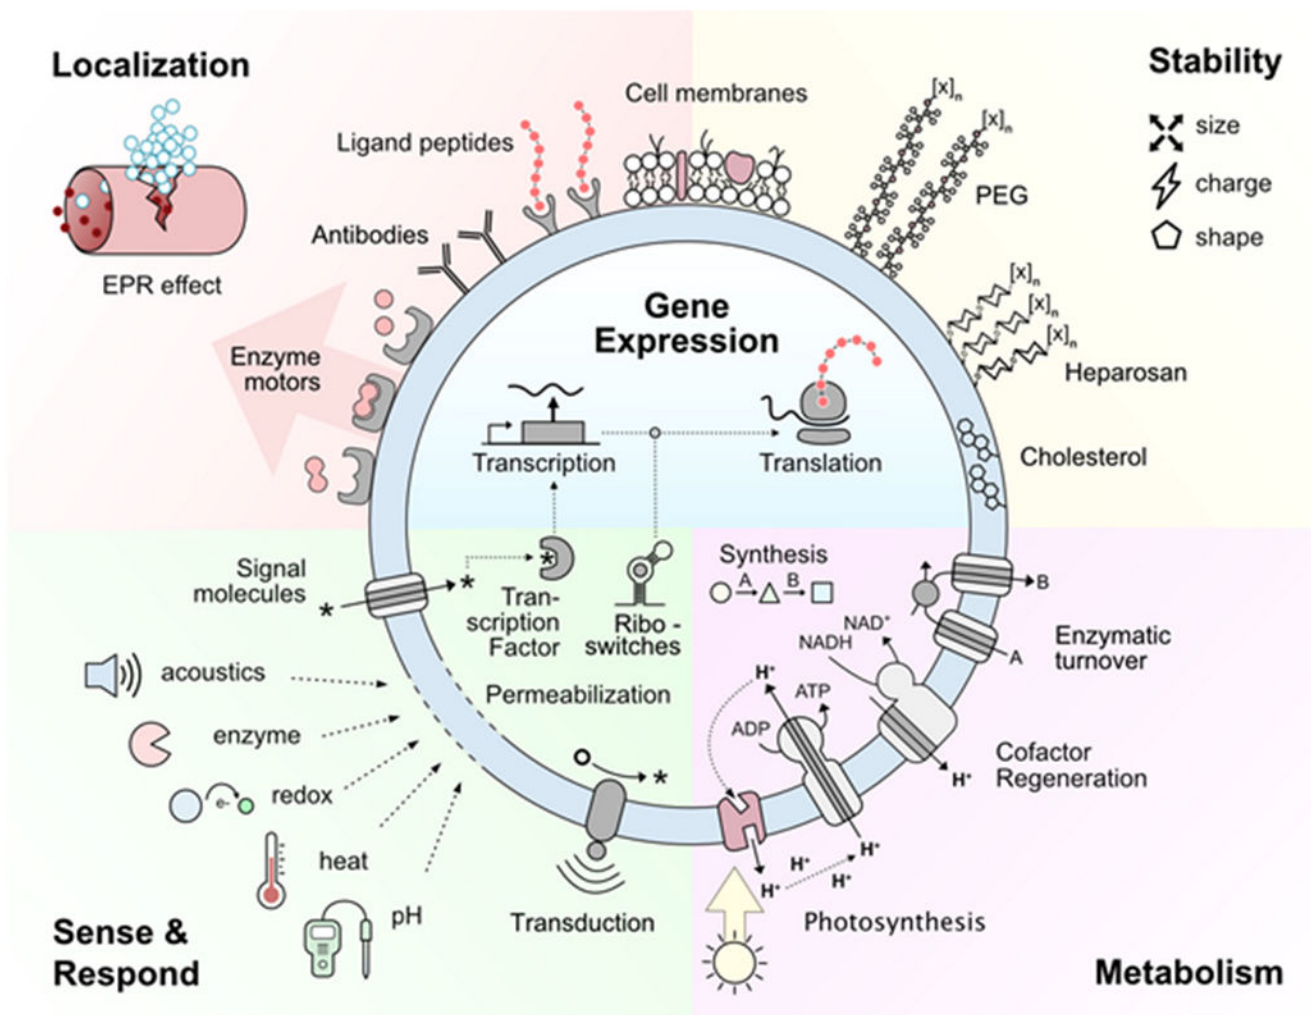 Localization
EPR effect
Ligand peptides
Antibodies
Enzyme
motors
Cell membranes
Stability
size
charge
shape
[x]n
[x]n
PEG
[x]n
[x]n
[x]n
Heparosan
Cholesterol
Gene
Expression
Transcription
Translation
Signal
molecules
*
*
*
Tran-
scription
Factor
Ribo -
switches
Permeabilization
acoustics
enzyme
e-
redox
heat
pH
Sense &
Respond
*
Transduction
Synthesis
A
B
B
A
Enzymatic
turnover
NAD⁺
NADH
H⁺
ATP
ADP
H⁺
Cofactor
Regeneration
H⁺
H⁺
H⁺
H⁺
Photosynthesis
Metabolism